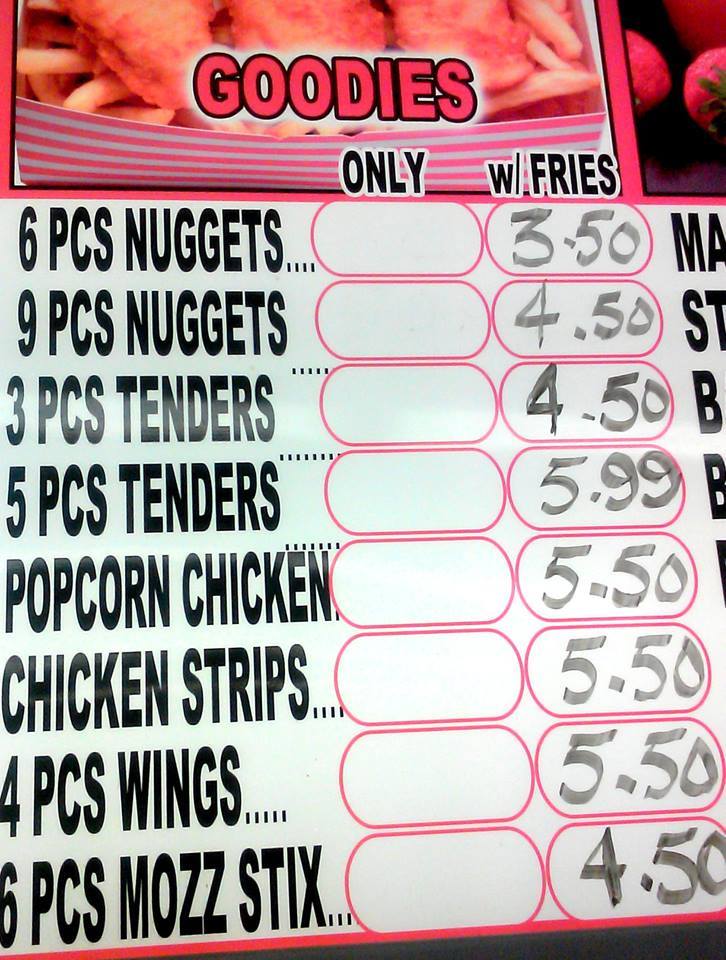 GOODIES
ONLY w/ FRIES
6 PCS NUGGETS.... 3.50 MA
9 PCS NUGGETS ..... 4.50 ST
3 PCS TENDERS ........ 4.50 B
5 PCS TENDERS ....... 5.99 B
POPCORN CHICKEN. 5.50
CHICKEN STRIPS.... 5.50
4 PCS WINGS..... 5.50
6 PCS MOZZ STIX.... 4.50